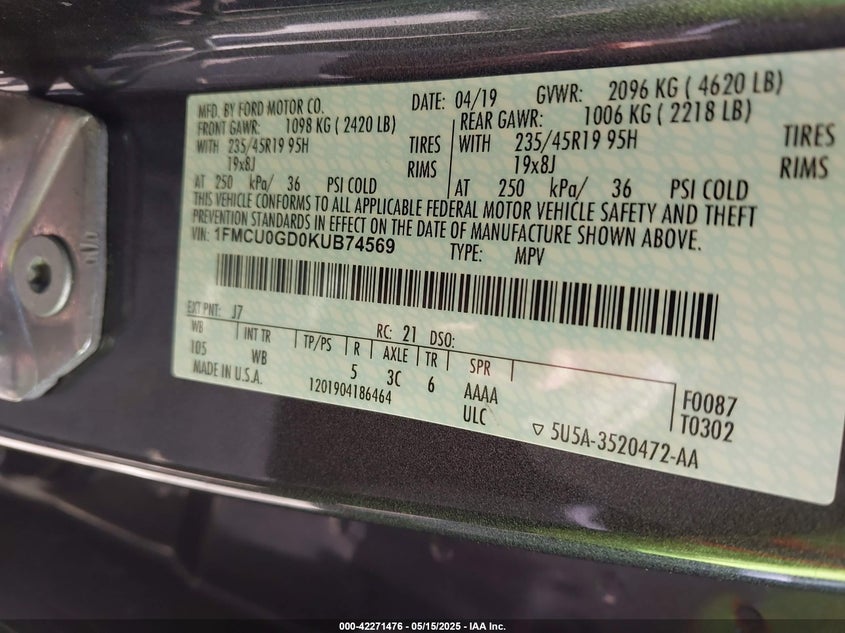 MFD. BY FORD MOTOR CO.
DATE: 04/19 GVWR: 2096 KG ( 4620 LB)
FRONT GAWR: 1098 KG ( 2420 LB)
WITH 235/45R19 95H TIRES
19x8J RIMS
AT 250 kPa/ 36 PSI COLD
REAR GAWR: 1006 KG ( 2218 LB)
WITH 235/45R19 95H TIRES
19x8J RIMS
AT 250 kPa/ 36 PSI COLD
THIS VEHICLE CONFORMS TO ALL APPLICABLE FEDERAL MOTOR VEHICLE SAFETY AND THEFT
PREVENTION STANDARDS IN EFFECT ON THE DATE OF MANUFACTURE SHOWN ABOVE.
VIN: 1FMCU0GD0KUB74569 TYPE: MPV
EXT PNT: J7 RC: 21 DSO:
WB INT TR TP/PS R AXLE TR SPR
105 WB 5 3C 6 AAAA F0087
MADE IN U.S.A. 1201904186464 ULC T0302
▽ 5U5A-3520472-AA
000-42271476 - 05/15/2025 - IAA Inc.